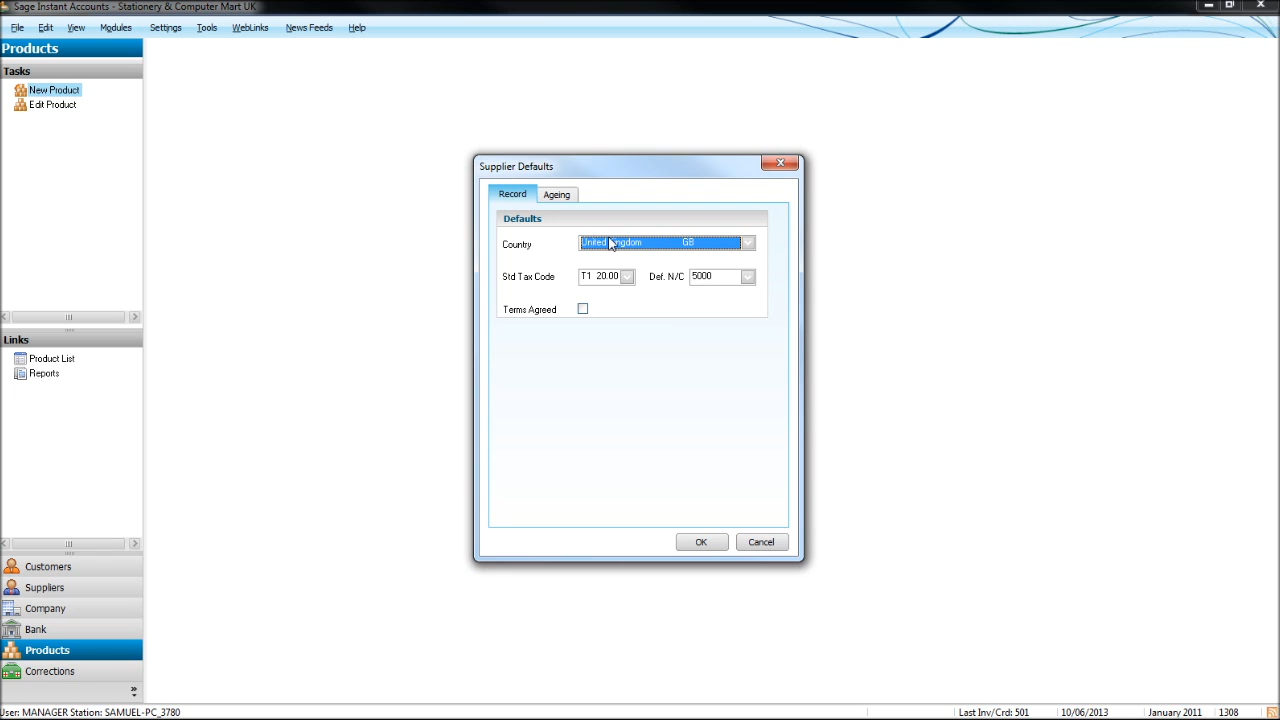 Sage Instant Accounts - Stationery & Computer Mart UK
File Edit View Modules Settings Tools WebLinks News Feeds Help
Products
Tasks
New Product
Edit Product
Links
Product List
Reports
Customers
Suppliers
Company
Bank
Products
Corrections
»
Supplier Defaults
Record Ageing
Defaults
Country United Kingdom GB
Std Tax Code T1 20.00 Def. N/C 5000
Terms Agreed
OK Cancel
User: MANAGER Station: SAMUEL-PC_3780 Last Inv/Crd: 501 10/06/2013 January 2011 1308